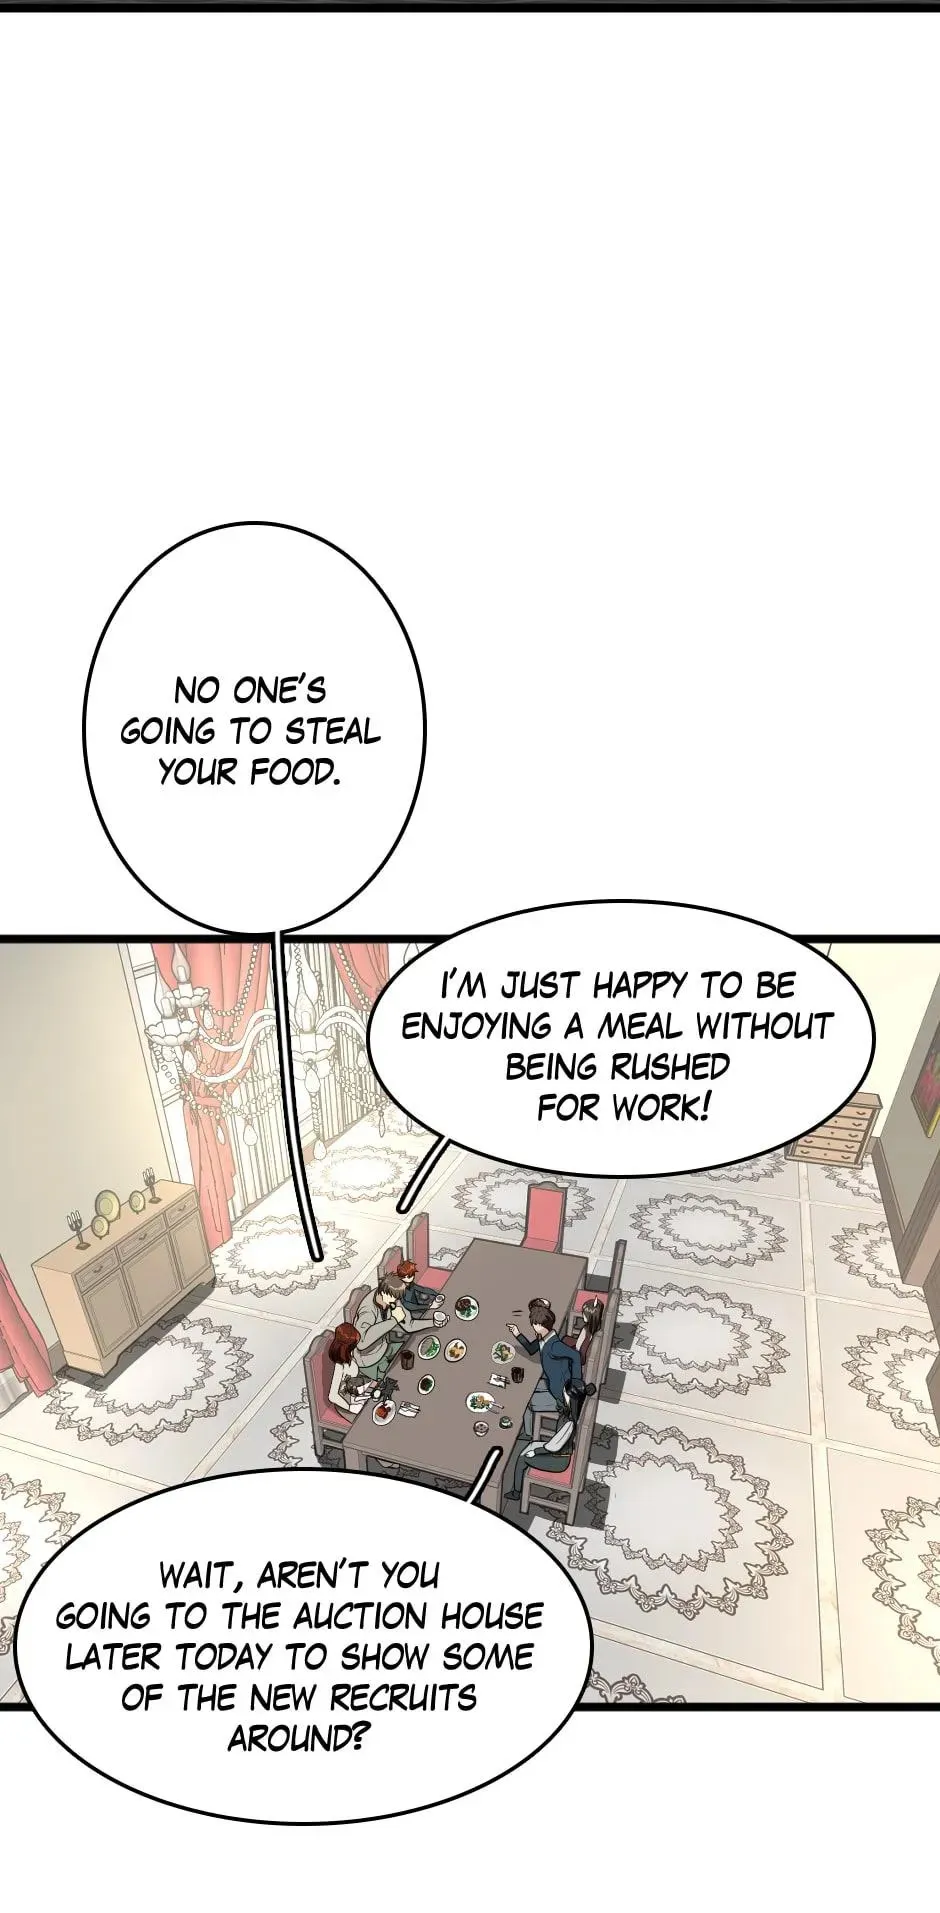 NO ONE'S
GOING TO STEAL
YOUR FOOD.
I'M JUST HAPPY TO BE
ENJOYING A MEAL WITHOUT
BEING RUSHED
FOR WORK!
WAIT, AREN'T YOU
GOING TO THE AUCTION HOUSE
LATER TODAY TO SHOW SOME
OF THE NEW RECRUITS
AROUND?